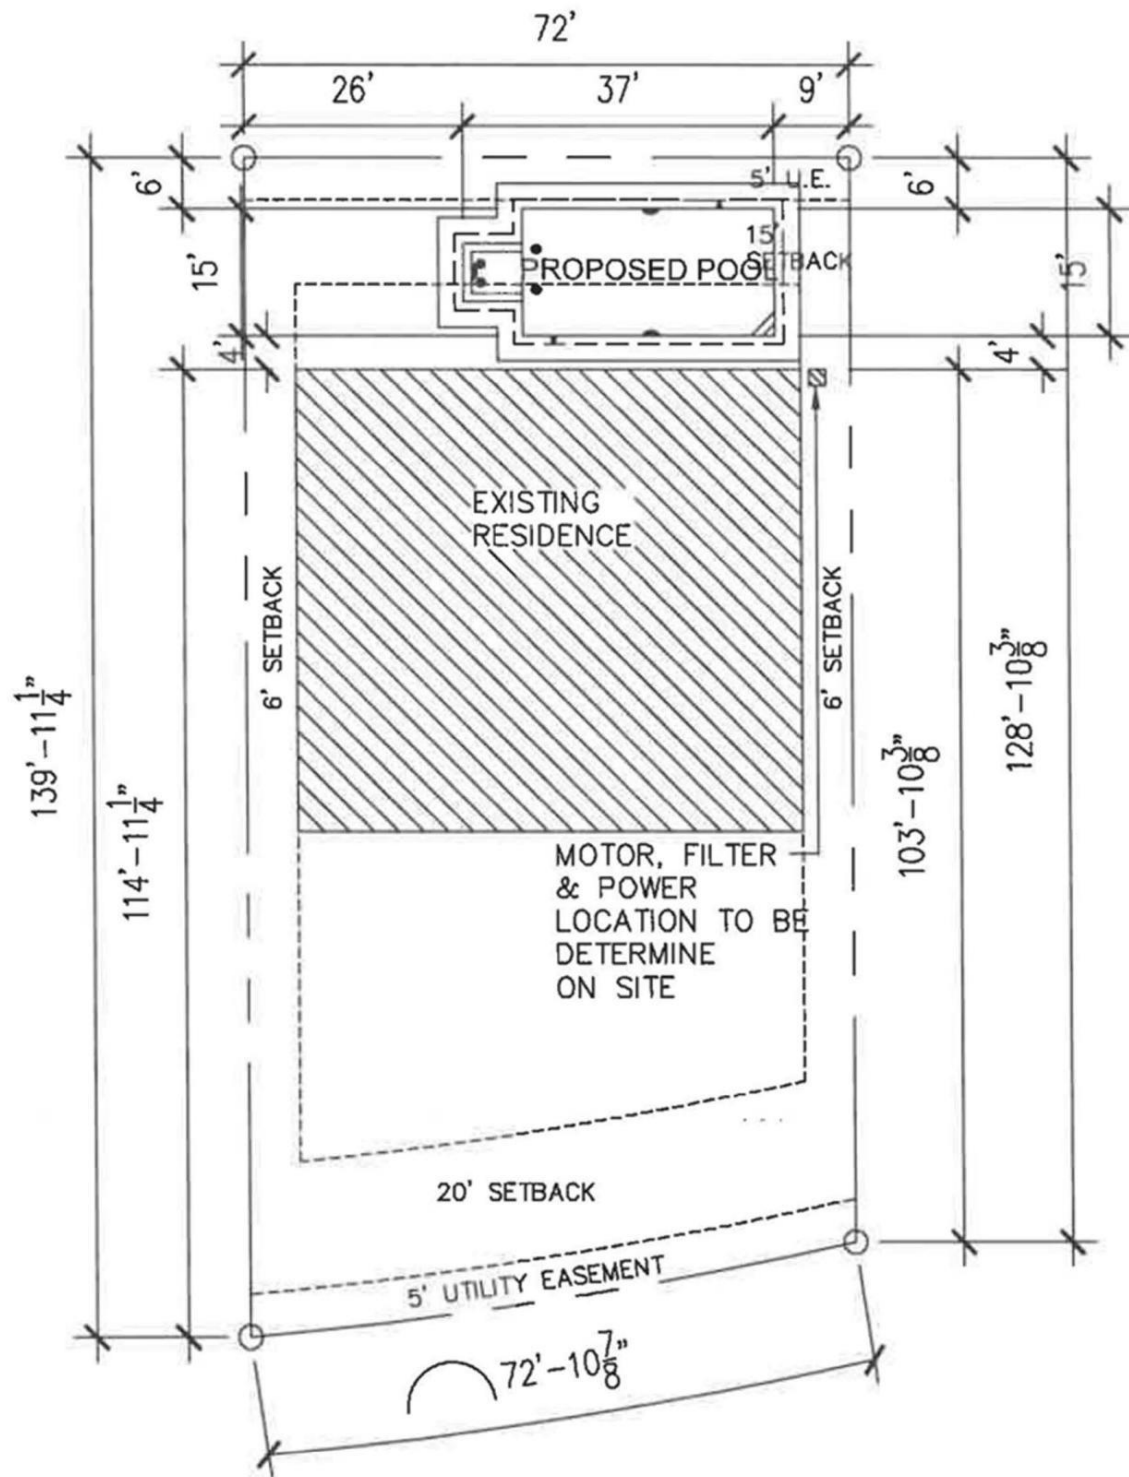 72'
26'
37'
9'
6'
5' U.E.
6'
15'
15'
SETBACK
PROPOSED POO
15'
4'
4'
EXISTING
RESIDENCE
6' SETBACK
6' SETBACK
139'-11 1/4"
114'-11 1/4"
103'-10 3/8"
128'-10 3/8"
MOTOR, FILTER
& POWER
LOCATION TO BE
DETERMINE
ON SITE
20' SETBACK
5' UTILITY EASEMENT
72'-10 7/8"